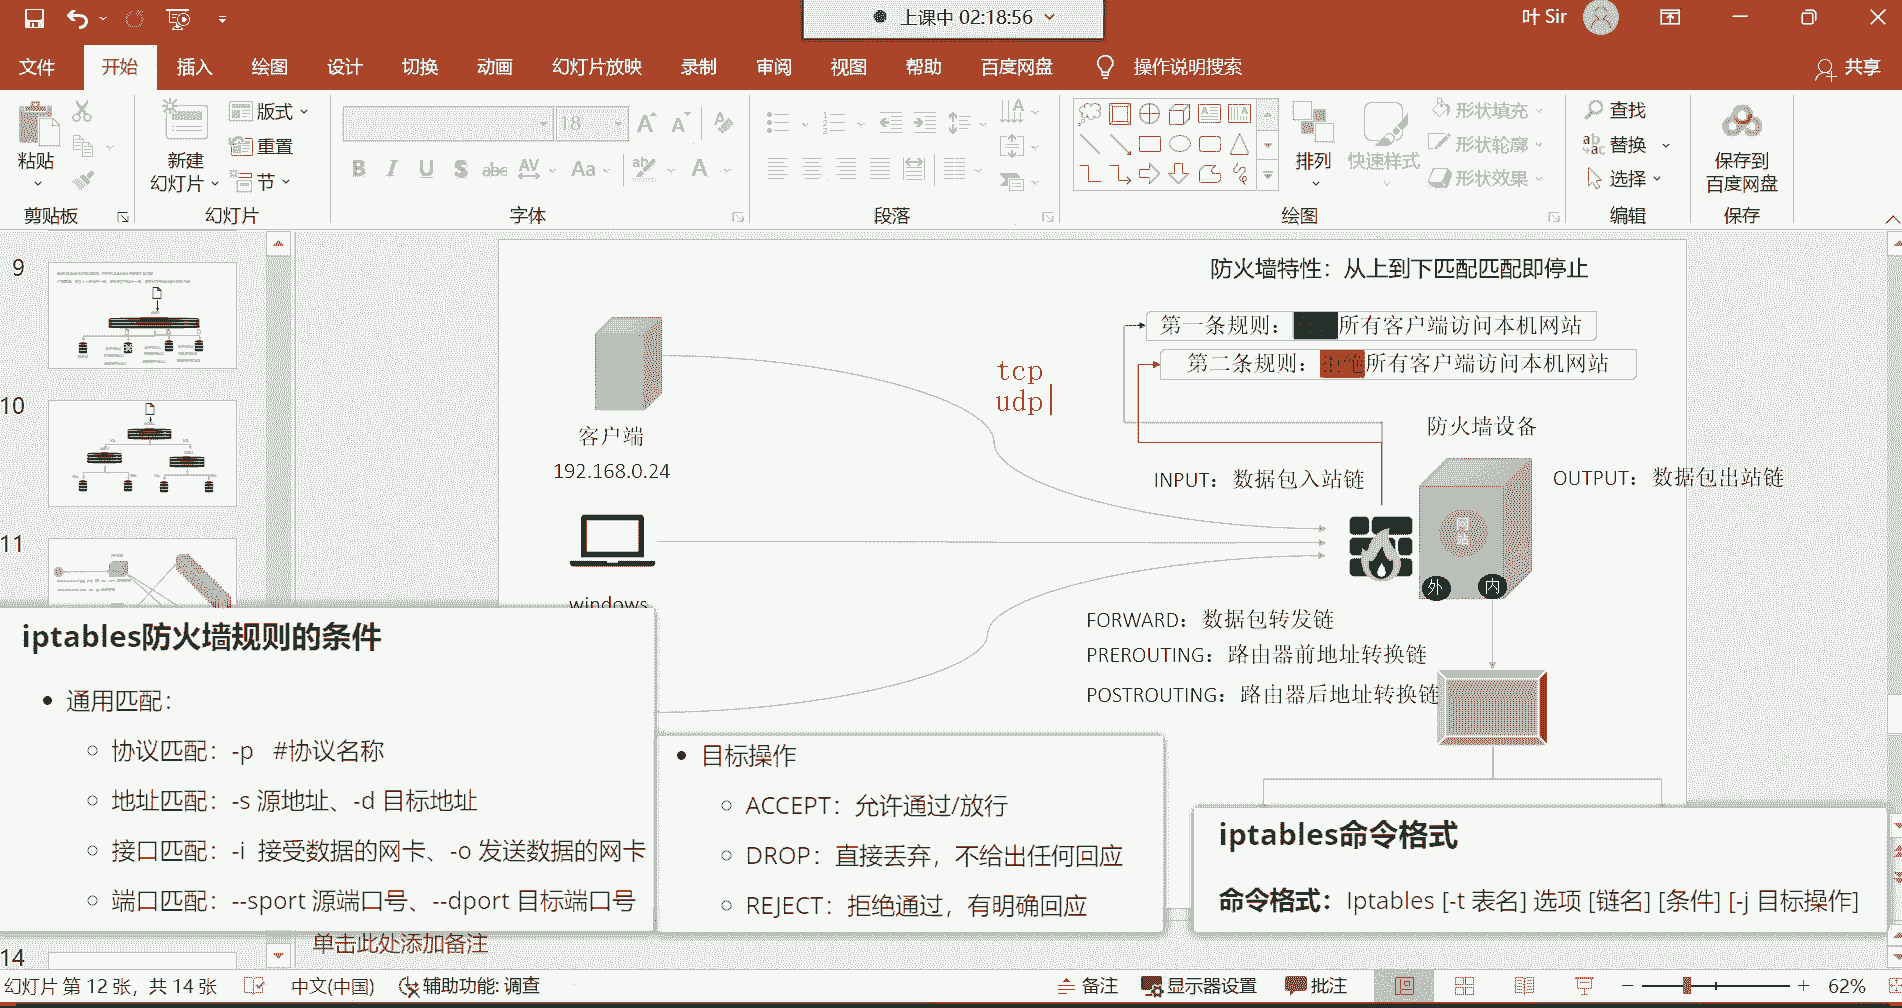 上课中 02:18:56
叶 Sir
文件 开始 插入 绘图 设计 切换 动画 幻灯片放映 录制 审阅 视图 帮助 百度网盘 操作说明搜索 共享
粘贴
新建
幻灯片
版式
重置
节
18
形状填充
形状轮廓
形状效果
排列
快速样式
查找
替换
选择
保存到
百度网盘
剪贴板 幻灯片 字体 段落 绘图 编辑 保存
9
10
11
14
防火墙特性：从上到下匹配匹配即停止
第一条规则： 所有客户端访问本机网站
第二条规则：拒绝所有客户端访问本机网站
tcp
udp
客户端
192.168.0.24
windows
防火墙设备
INPUT：数据包入站链
OUTPUT：数据包出站链
网站
外
内
FORWARD：数据包转发链
PREROUTING：路由器前地址转换链
POSTROUTING：路由器后地址转换链
iptables防火墙规则的条件
通用匹配：
协议匹配：-p #协议名称
地址匹配：-s 源地址、-d 目标地址
接口匹配：-i 接受数据的网卡、-o 发送数据的网卡
端口匹配：--sport 源端口号、--dport 目标端口号
目标操作
ACCEPT：允许通过/放行
DROP：直接丢弃，不给出任何回应
REJECT：拒绝通过，有明确回应
iptables命令格式
命令格式：Iptables [-t 表名] 选项 [链名] [条件] [-j 目标操作]
单击此处添加备注
幻灯片 第 12 张，共 14 张 中文(中国) 辅助功能: 调查 备注 显示器设置 批注 62%